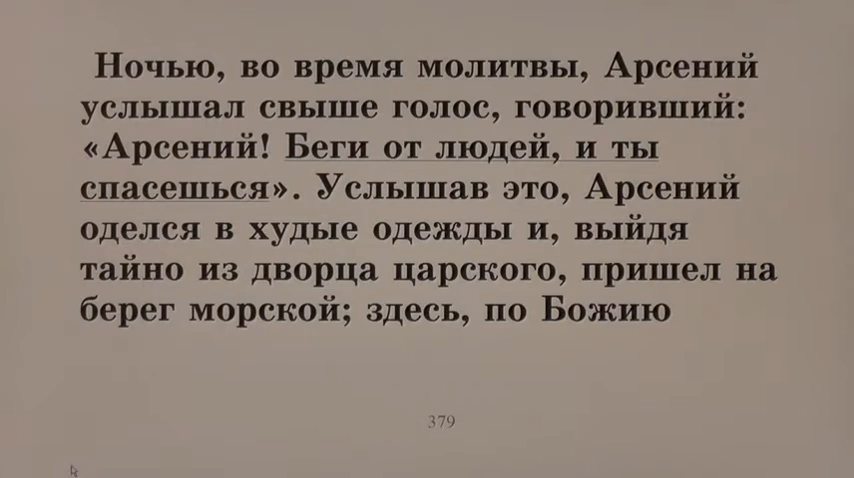 Ночью, во время молитвы, Арсений
услышал свыше голос, говоривший:
«Арсений! Беги от людей, и ты
спасешься». Услышав это, Арсений
оделся в худые одежды и, выйдя
тайно из дворца царского, пришел на
берег морской; здесь, по Божию
379